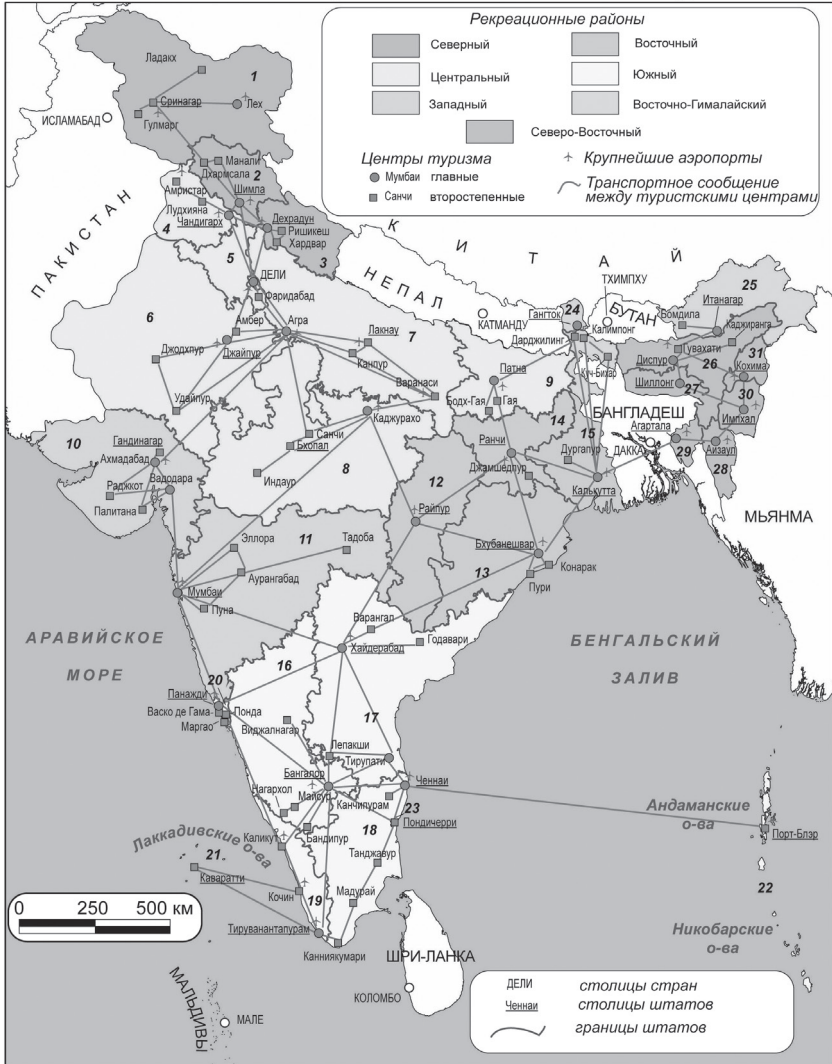 Рекреационные районы
Северный
Восточный
Центральный
Южный
Западный
Восточно-Гималайский
Северо-Восточный
Центры туризма
Мумбаи главные
Санчи второстепенные
Крупнейшие аэропорты
Транспортное сообщение
между туристскими центрами
Ладакх
1
Сринагар
Лех
Гулмарг
ИСЛАМАБАД
Манали
2
Дхармсала
Шимла
Амристар
Лудхияна
Чандигарх
4
Дехрадун
Ришикеш
Хардвар
3
ПАКИСТАН
КИТАЙ
НЕПАЛ
5
ДЕЛИ
Фаридабад
6
Амбер
Агра
7
Лакнау
Джодхпур
Джайпур
Канпур
Удайпур
Варанаси
КАТМАНДУ
ТХИМПХУ
БУТАН
24
Гангток
Калимпонг
Дарджилинг
Куч-Бихар
25
Бомдила
Итанагар
Каджиранга
Гувахати
31
Диспур
26
Кохима
Шиллонг
27
30
Импхал
БАНГЛАДЕШ
Агартала
ДАККА
29
Айзаул
28
Патна
9
Бодх-Гая
Гая
14
Каджурахо
Санчи
Бхопал
8
Индаур
10
Гандинагар
Ахмадабад
Вадодара
Раджкот
Палитана
Ранчи
15
Дургапур
Джамшедпур
Калькутта
12
Райпур
МЬЯНМА
Бхубанешвар
13
Конарак
Пури
Эллора
11
Тадоба
Аурангабад
Мумбаи
Пуна
АРАВИЙСКОЕ
МОРЕ
БЕНГАЛЬСКИЙ
ЗАЛИВ
Варангал
Годавари
Хайдерабад
16
20
Панажди
Васко де Гама
Понда
Маргао
Виджалнагар
17
Лепакши
Тирупати
Бангалор
Ченнаи
Нагархол
Майсур
Канчипурам
23
Пондичерри
Каликут
Бандипур
18
Танджавур
Лаккадивские о-ва
21
Каваратти
Кочин
19
Мадурай
Тируванантапурам
Канниякумари
Андаманские
о-ва
Порт-Блэр
22
Никобарские
о-ва
0 250 500 км
ШРИ-ЛАНКА
КОЛОМБО
МАЛЬДИВЫ
МАЛЕ
ДЕЛИ столицы стран
Ченнаи столицы штатов
границы штатов